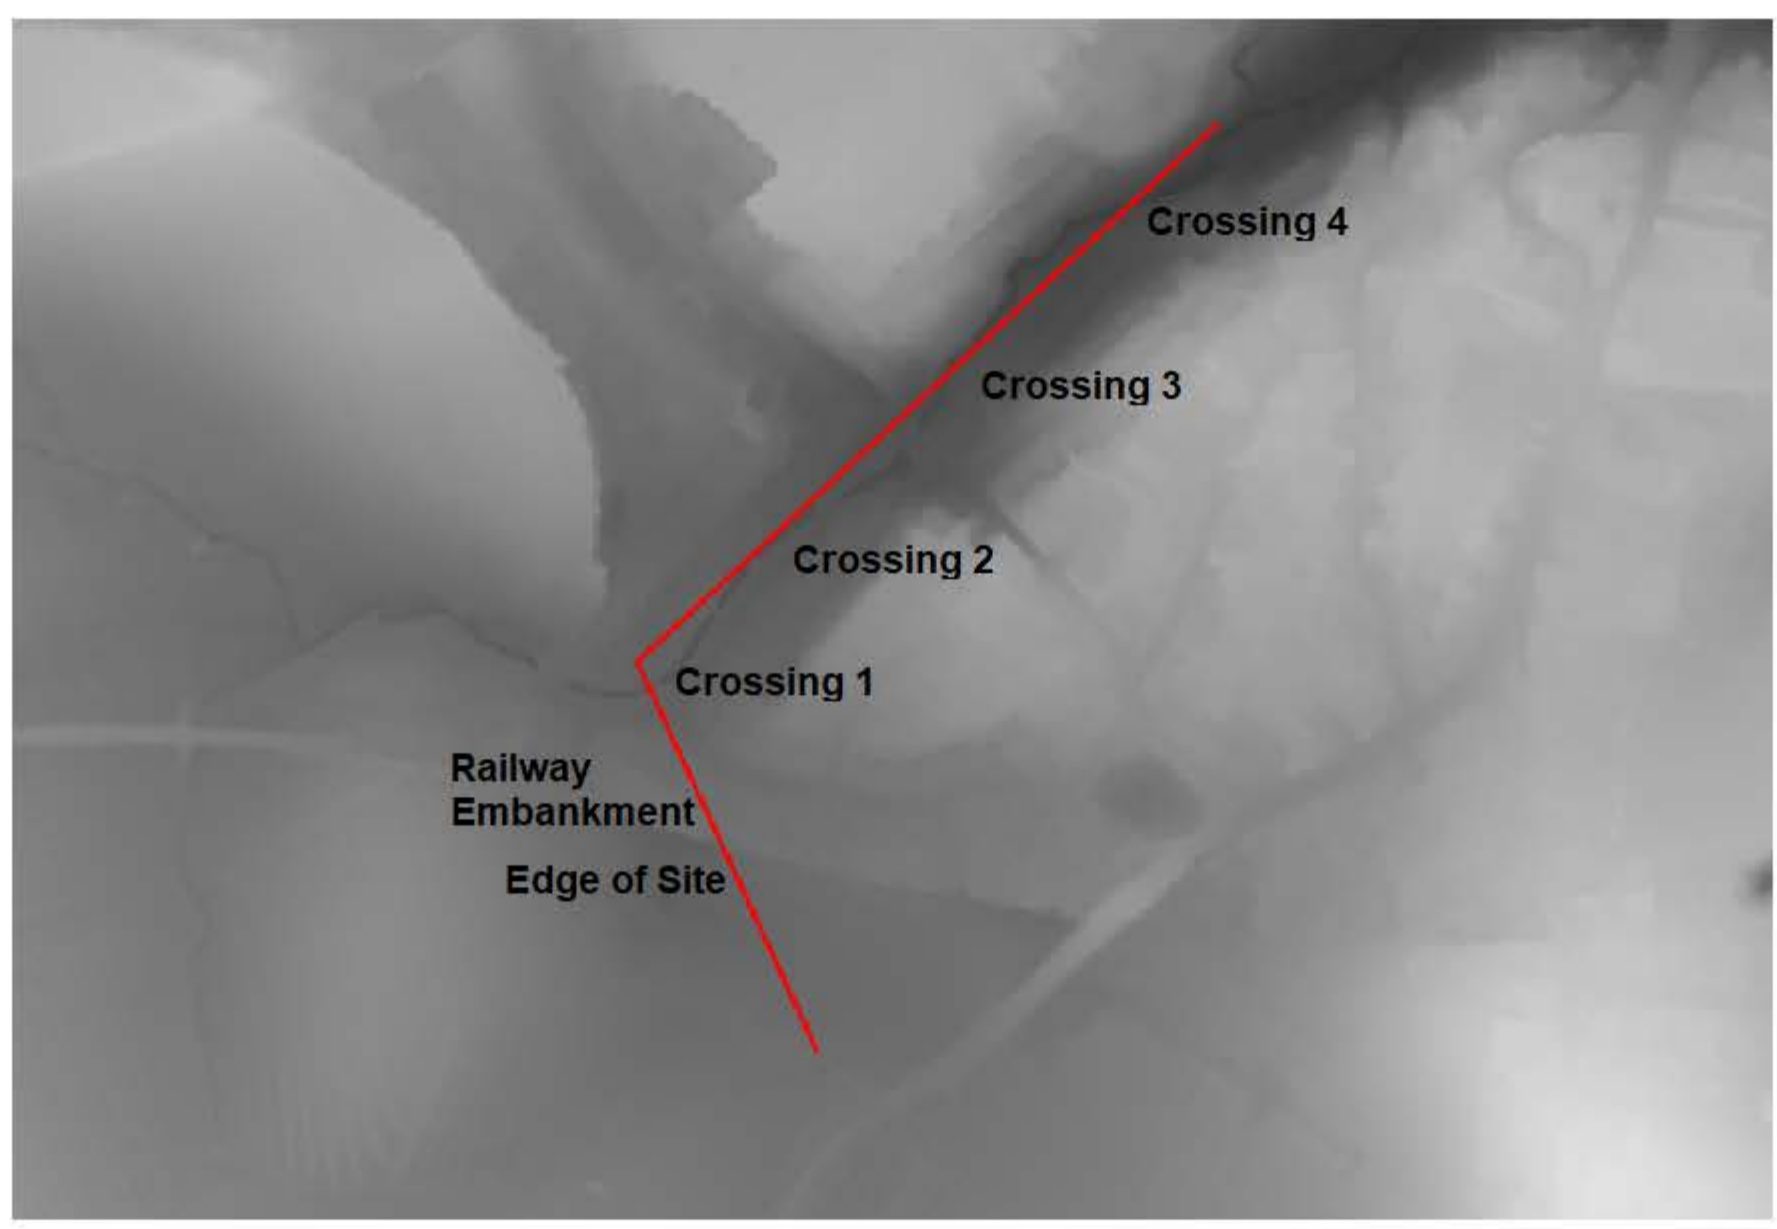 Crossing 4
Crossing 3
Crossing 2
Crossing 1
Railway
Embankment
Edge of Site